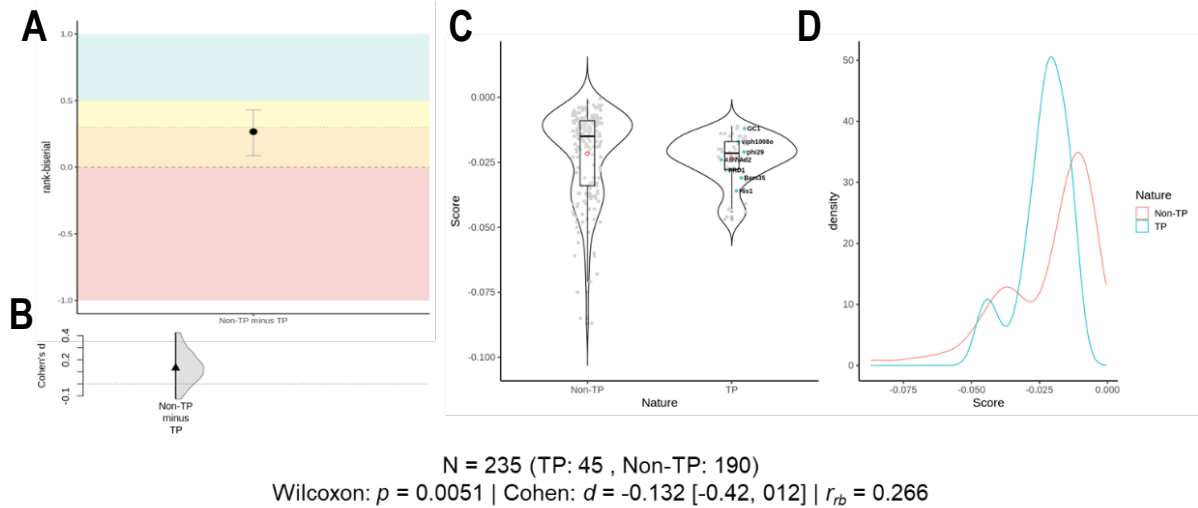 A
1.0
0.5
0.0
-0.5
-1.0
rank-biserial
Non-TP minus TP
B
0.4
0.2
-0.1
Cohen's d
Non-TP
minus
TP
C
0.000
-0.025
-0.050
-0.075
-0.100
Score
GC1
viph1008o
phi29
Ad2
PRD1
Bam35
His1
Non-TP
TP
Nature
D
50
40
30
20
10
0
density
-0.075
-0.050
-0.025
0.000
Score
Nature
Non-TP
TP
N = 235 (TP: 45 , Non-TP: 190)
Wilcoxon: p = 0.0051 | Cohen: d = -0.132 [-0.42, 012] | rrb = 0.266